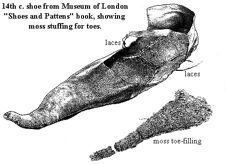 14th c. shoe from Museum of London
"Shoes and Pattens" book, showing
moss stuffing for toes.
laces
laces
moss toe-filling